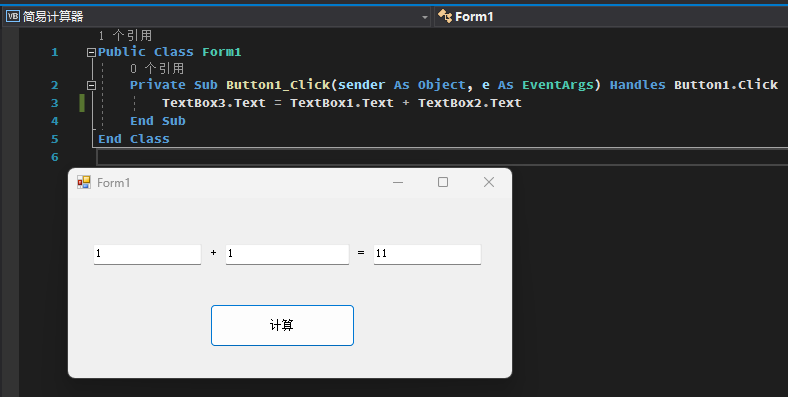 VB 简易计算器 Form1
1 个引用
1 Public Class Form1
0 个引用
2 Private Sub Button1_Click(sender As Object, e As EventArgs) Handles Button1.Click
3 TextBox3.Text = TextBox1.Text + TextBox2.Text
4 End Sub
5 End Class
6
Form1
1 + 1 = 11
计算